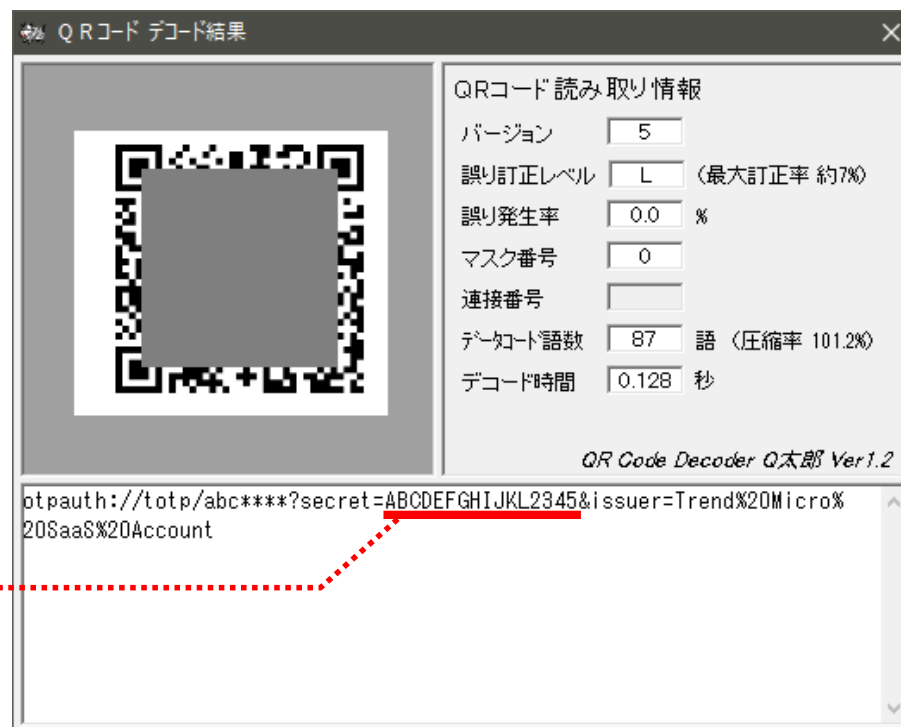 QRコード デコード結果
QRコード 読み取り情報
バージョン 5
誤り訂正レベル L (最大訂正率 約7%)
誤り発生率 0.0 %
マスク番号 0
連接番号
データコード語数 87 語 (圧縮率 101.2%)
デコード時間 0.128 秒
QR Code Decoder Q太郎 Ver1.2
otpauth://totp/abc****?secret=ABCDEFGHIJKL2345&issuer=Trend%20Micro%
20SaaS%20Account